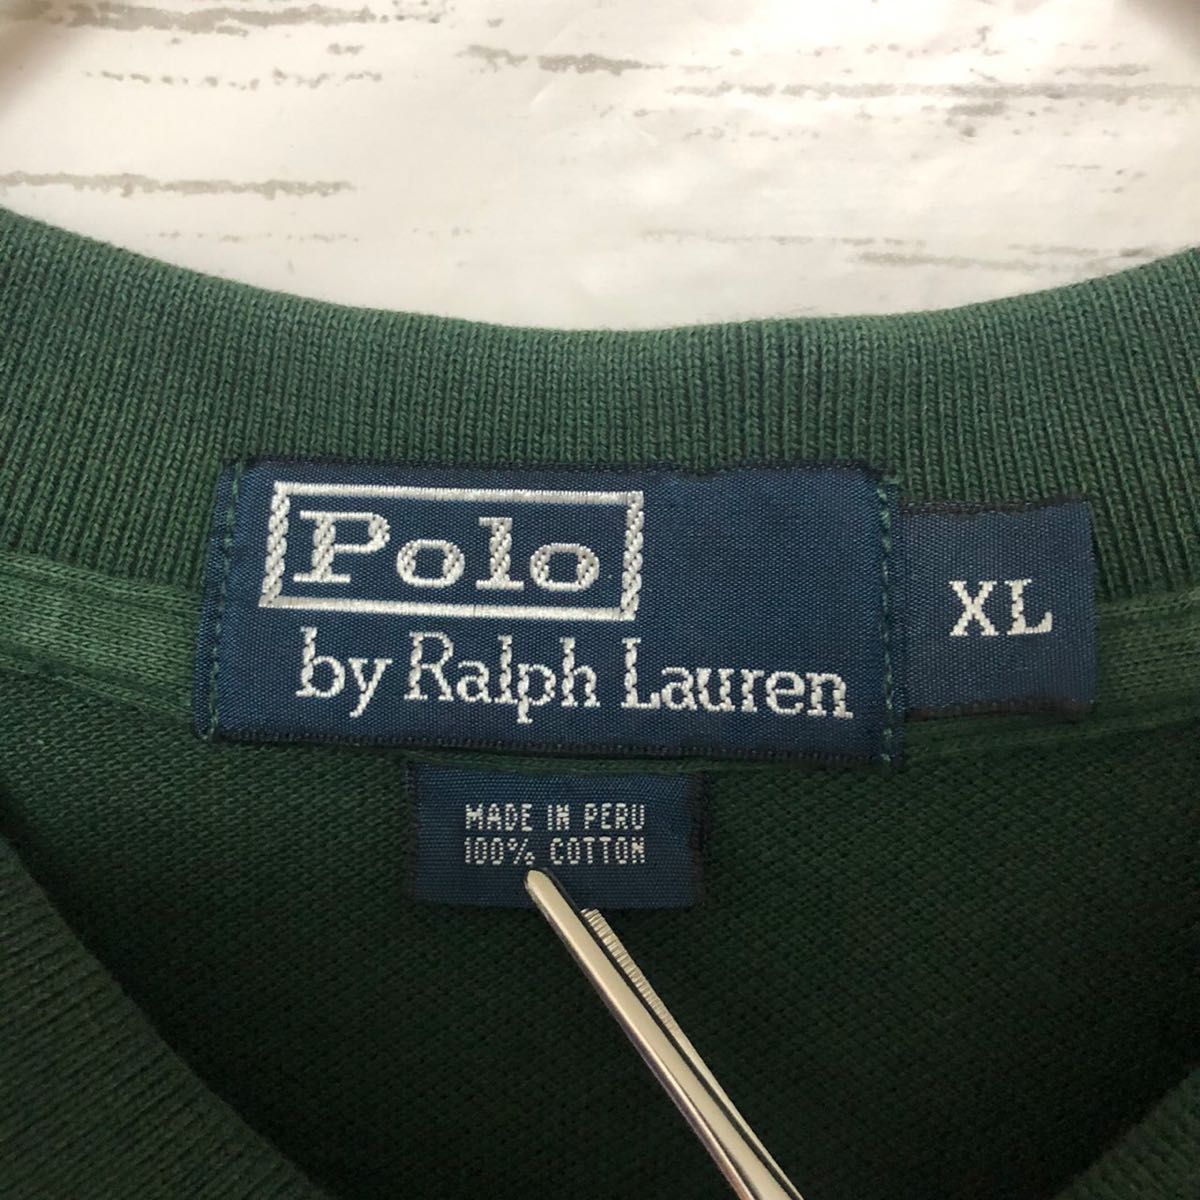 Polo
by Ralph Lauren
XL
MADE IN PERU
100% COTTON